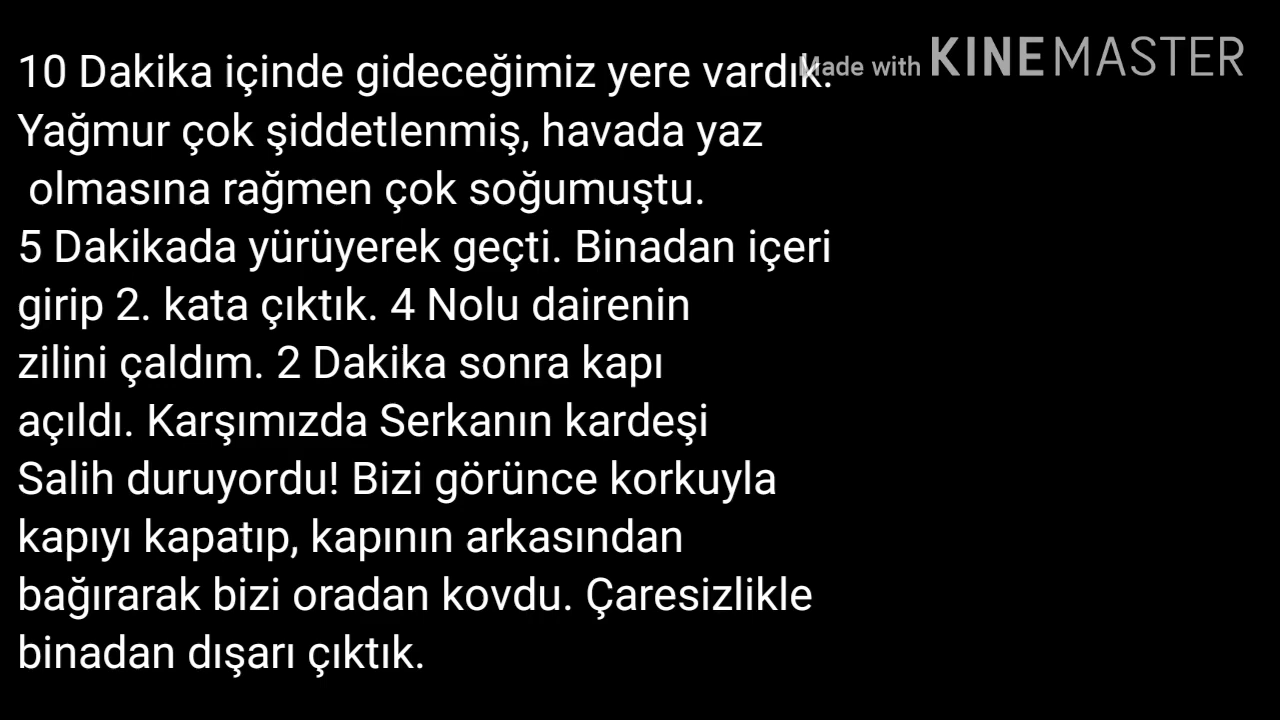 10 Dakika içinde gideceğimiz yere vardık.
Made with KINEMASTER
Yağmur çok şiddetlenmiş, havada yaz
olmasına rağmen çok soğumuştu.
5 Dakikada yürüyerek geçti. Binadan içeri
girip 2. kata çıktık. 4 Nolu dairenin
zilini çaldım. 2 Dakika sonra kapı
açıldı. Karşımızda Serkanın kardeşi
Salih duruyordu! Bizi görünce korkuyla
kapıyı kapatıp, kapının arkasından
bağırarak bizi oradan kovdu. Çaresizlikle
binadan dışarı çıktık.